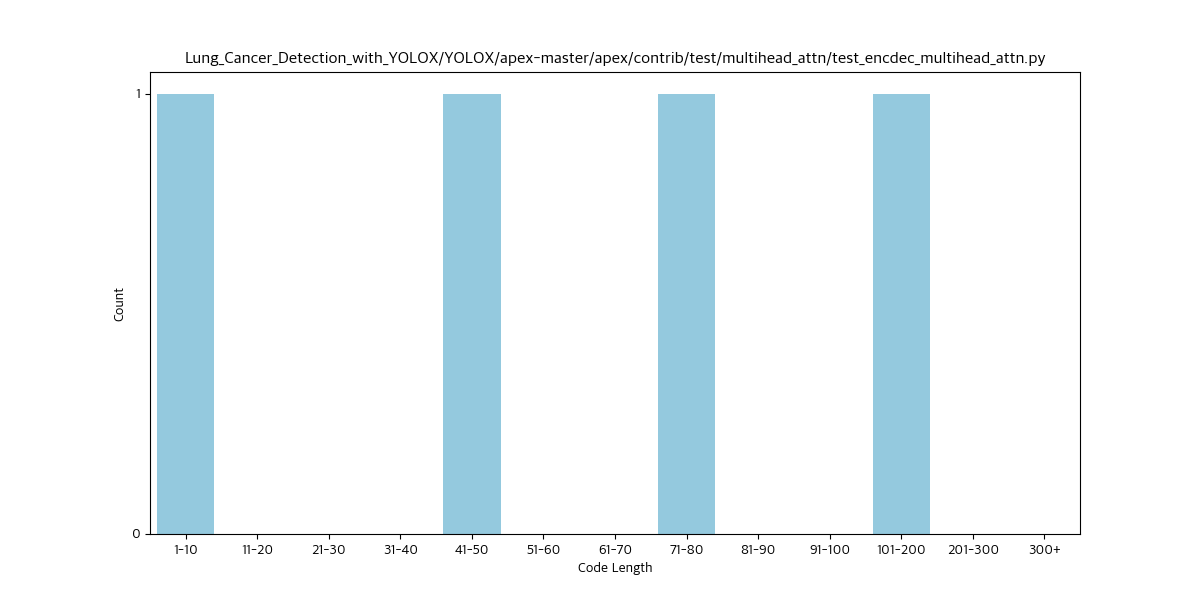 Lung_Cancer_Detection_with_YOLOX/YOLOX/apex-master/apex/contrib/test/multihead_attn/test_encdec_multihead_attn.py
1
Count
0
1-10 11-20 21-30 31-40 41-50 51-60 61-70 71-80 81-90 91-100 101-200 201-300 300+
Code Length